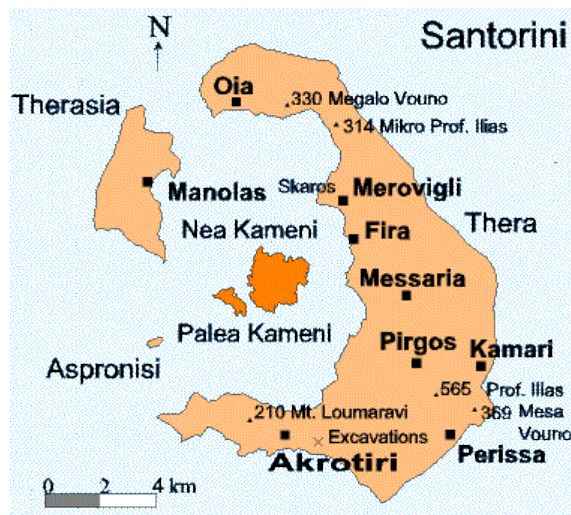 Santorini
N
Oia
330 Megalo Vouno
Therasia
314 Mikro Prof. Ilias
Manolas
Skaros
Merovigli
Thera
Nea Kameni
Fira
Messaria
Palea Kameni
Pirgos
Kamari
Aspronisi
565 Prof. Ilias
210 Mt. Loumaravi
369 Mesa
Vouno
Excavations
Akrotiri
Perissa
0 2 4 km